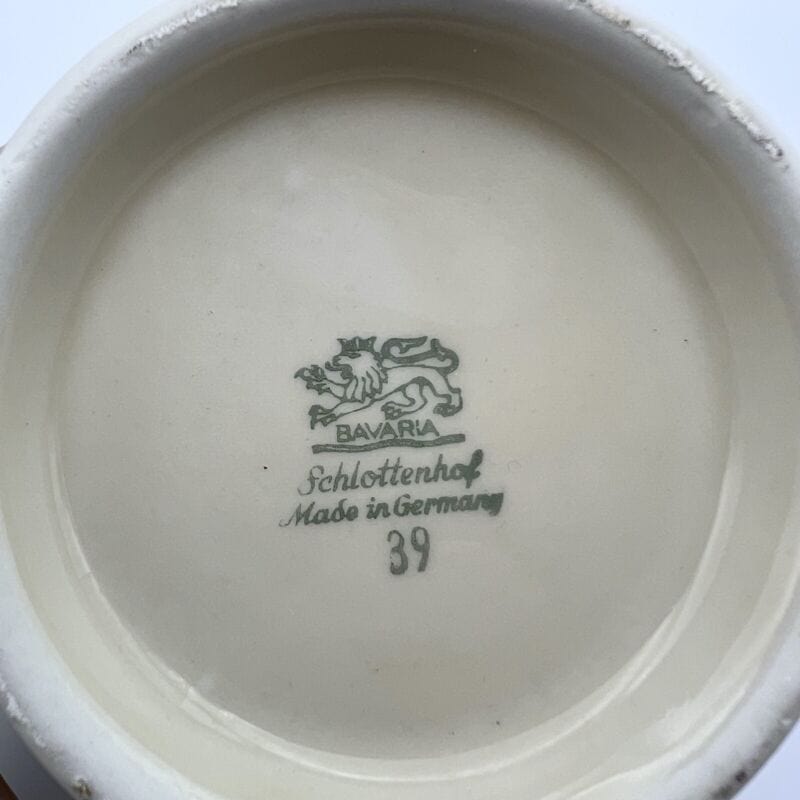 BAVARIA
Schlottenhof
Made in Germany
39